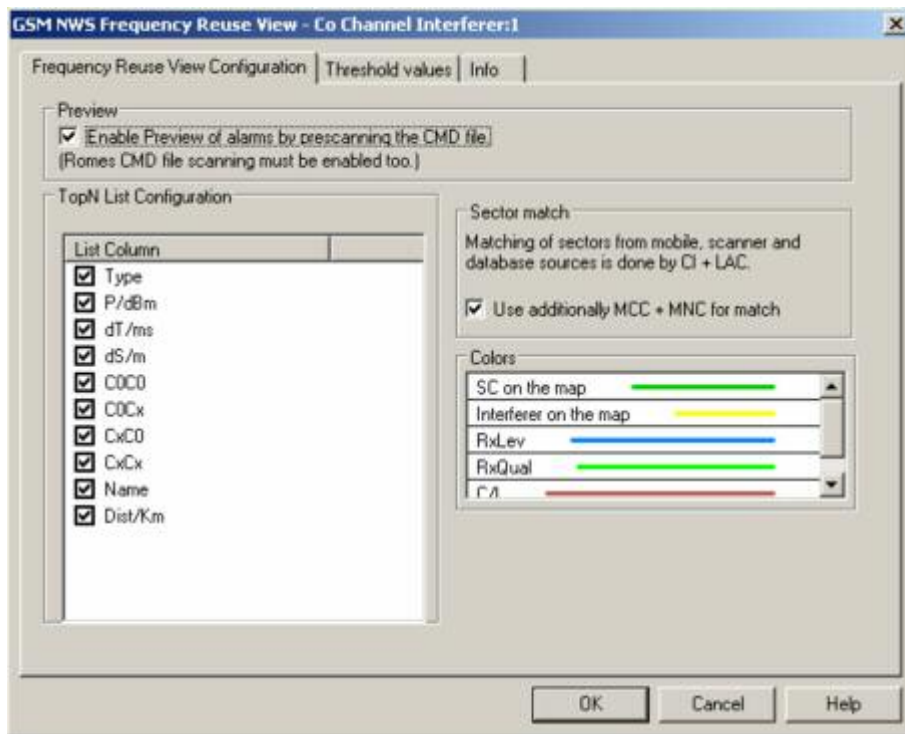 GSM NWS Frequency Reuse View - Co Channel Interferer:1
Frequency Reuse View Configuration
Threshold values
Info
Preview
Enable Preview of alarms by prescanning the CMD file.
(Romes CMD file scanning must be enabled too.)
TopN List Configuration
List Column
Type
P/dBm
dT/ms
dS/m
C0C0
C0Cx
CxC0
CxCx
Name
Dist/Km
Sector match
Matching of sectors from mobile, scanner and
database sources is done by CI + LAC.
Use additionally MCC + MNC for match
Colors
SC on the map
Interferer on the map
RxLev
RxQual
C/I
OK
Cancel
Help